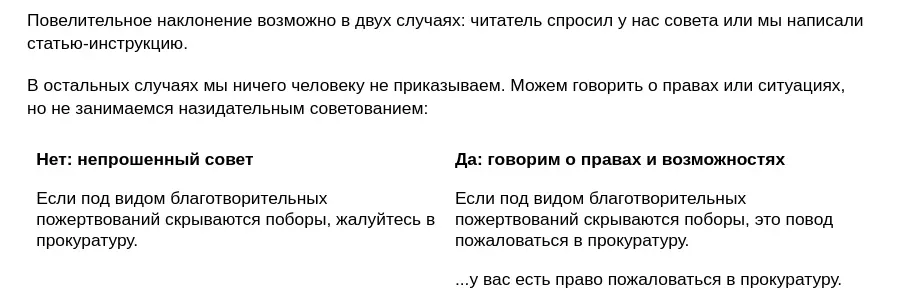 Повелительное наклонение возможно в двух случаях: читатель спросил у нас совета или мы написали
статью-инструкцию.
В остальных случаях мы ничего человеку не приказываем. Можем говорить о правах или ситуациях,
но не занимаемся назидательным советованием:
Нет: непрошенный совет
Если под видом благотворительных
пожертвований скрываются поборы, жалуйтесь в
прокуратуру.
Да: говорим о правах и возможностях
Если под видом благотворительных
пожертвований скрываются поборы, это повод
пожаловаться в прокуратуру.
...у вас есть право пожаловаться в прокуратуру.